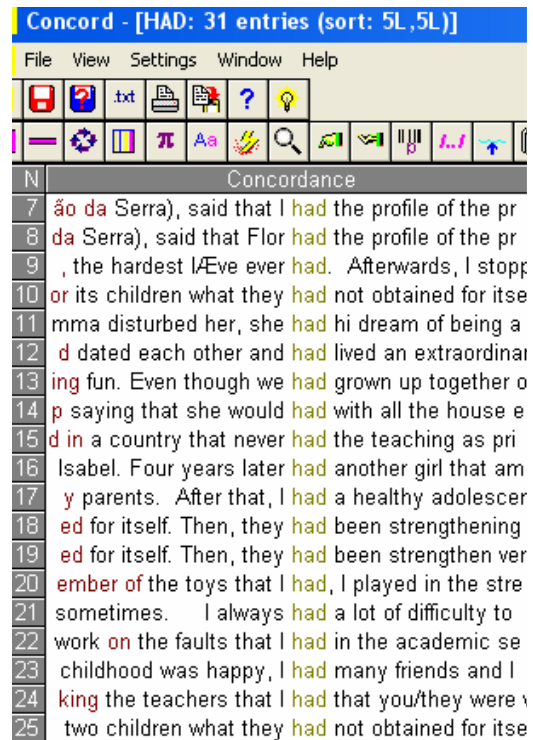 Concord - [HAD: 31 entries (sort: 5L,5L)]
File View Settings Window Help
.txt
π Aa
N Concordance
7 ão da Serra), said that I had the profile of the pr
8 da Serra), said that Flor had the profile of the pr
9 , the hardest IÆve ever had. Afterwards, I stopp
10 or its children what they had not obtained for itse
11 mma disturbed her, she had hi dream of being a
12 d dated each other and had lived an extraordinar
13 ing fun. Even though we had grown up together o
14 p saying that she would had with all the house e
15 d in a country that never had the teaching as pri
16 Isabel. Four years later had another girl that am
17 y parents. After that, I had a healthy adolescen
18 ed for itself. Then, they had been strengthening
19 ed for itself. Then, they had been strengthen ver
20 ember of the toys that I had, I played in the stre
21 sometimes. I always had a lot of difficulty to
22 work on the faults that I had in the academic se
23 childhood was happy, I had many friends and I
24 king the teachers that I had that you/they were
25 two children what they had not obtained for itse